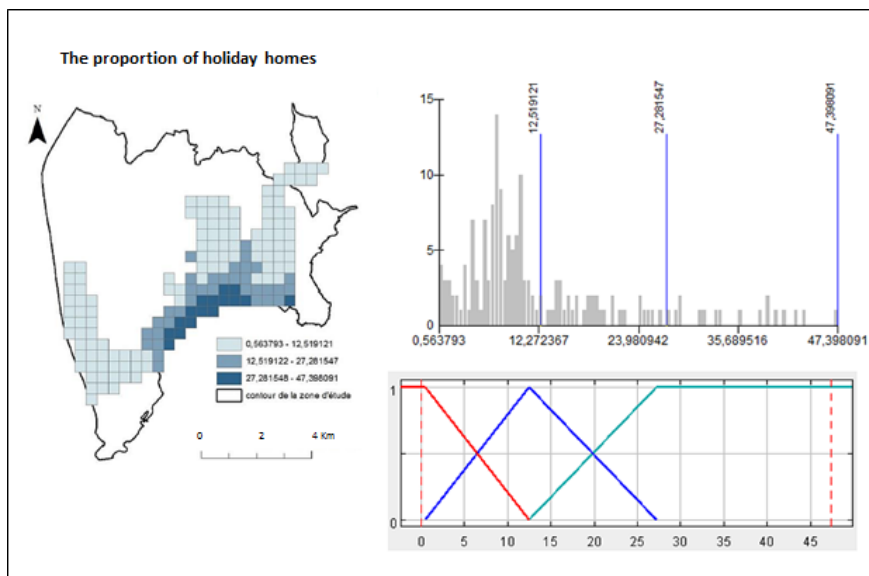 The proportion of holiday homes
N
0,563793 - 12,519121
12,519122 - 27,281547
27,281548 - 47,398091
contour de la zone d'étude
0 2 4 Km
15
10
5
0
12,519121
27,281547
47,398091
0,563793 12,272367 23,980942 35,689516 47,398091
1
0
0 5 10 15 20 25 30 35 40 45